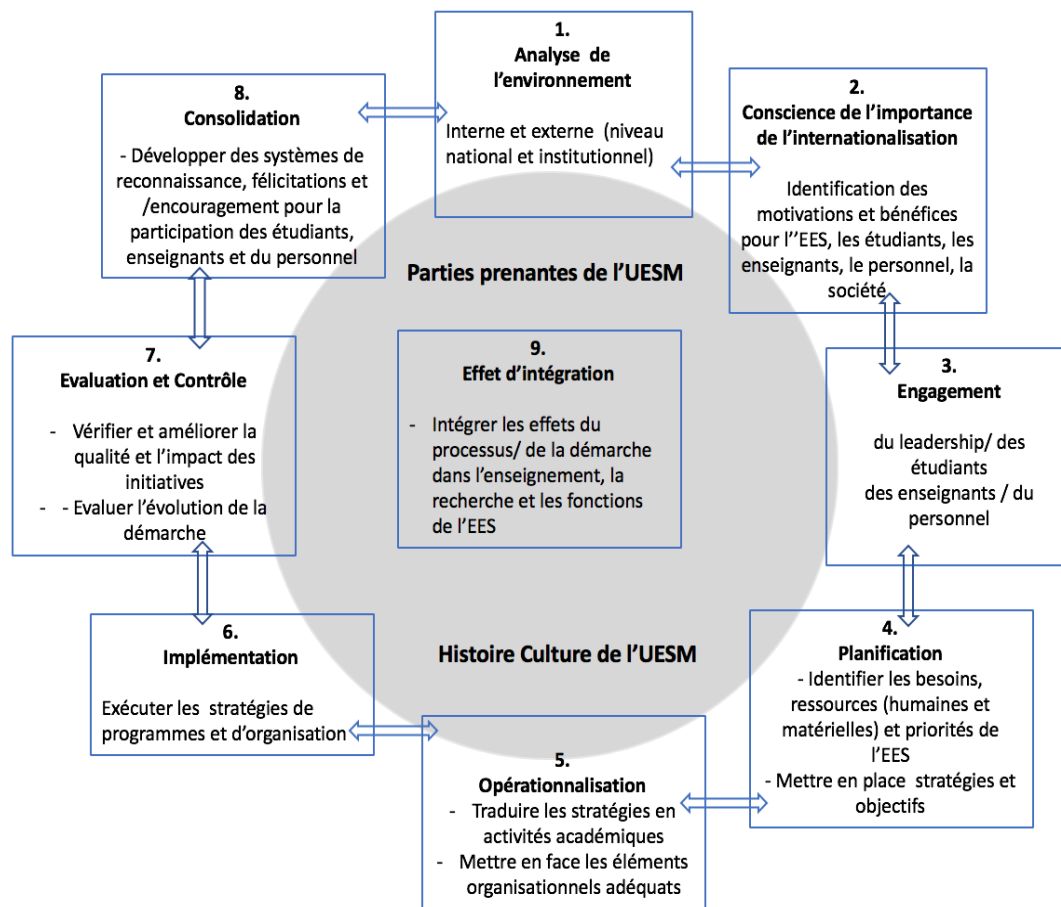 1.
Analyse de
l'environnement
Interne et externe (niveau
national et institutionnel)
2.
Conscience de l'importance
de l'internationalisation
Identification des
motivations et bénéfices
pour l''EES, les étudiants, les
enseignants, le personnel, la
société
3.
Engagement
du leadership/ des
étudiants
des enseignants / du
personnel
4.
Planification
- Identifier les besoins,
ressources (humaines et
matérielles) et priorités de
l'EES
- Mettre en place stratégies et
objectifs
5.
Opérationnalisation
- Traduire les stratégies en
activités académiques
- Mettre en face les éléments
organisationnels adéquats
6.
Implémentation
Exécuter les stratégies de
programmes et d'organisation
7.
Evaluation et Contrôle
- Vérifier et améliorer la
qualité et l'impact des
initiatives
- - Evaluer l'évolution de la
démarche
8.
Consolidation
- Développer des systèmes de
reconnaissance, félicitations et
/encouragement pour la
participation des étudiants,
enseignants et du personnel
Parties prenantes de l'UESM
9.
Effet d'intégration
- Intégrer les effets du
processus/ de la démarche
dans l'enseignement, la
recherche et les fonctions
de l'EES
Histoire Culture de l'UESM